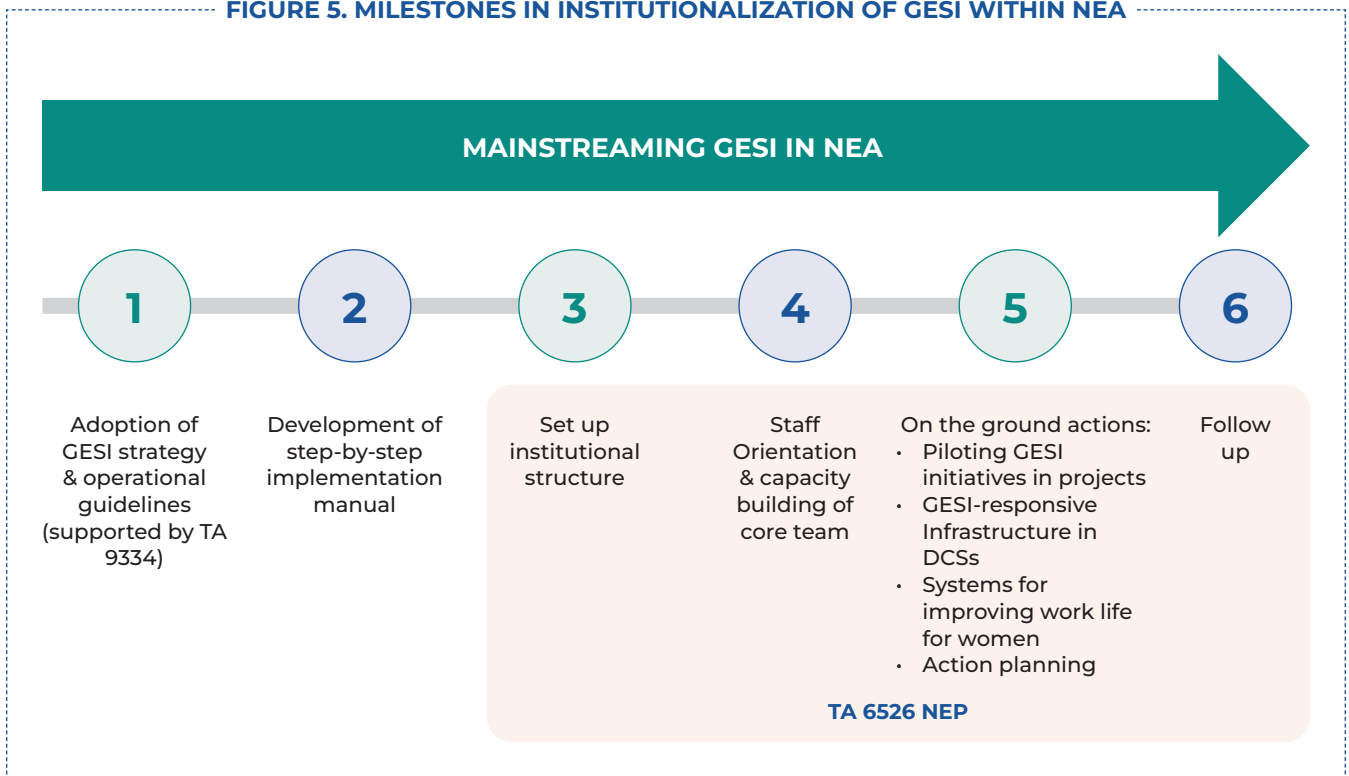 FIGURE 5. MILESTONES IN INSTITUTIONALIZATION OF GESI WITHIN NEA
MAINSTREAMING GESI IN NEA
1
2
3
4
5
6
Adoption of
GESI strategy
& operational
guidelines
(supported by TA
9334)
Development of
step-by-step
implementation
manual
Set up
institutional
structure
Staff
Orientation
& capacity
building of
core team
On the ground actions:
• Piloting GESI
initiatives in projects
• GESI-responsive
Infrastructure in
DCSs
• Systems for
improving work life
for women
• Action planning
Follow
up
TA 6526 NEP